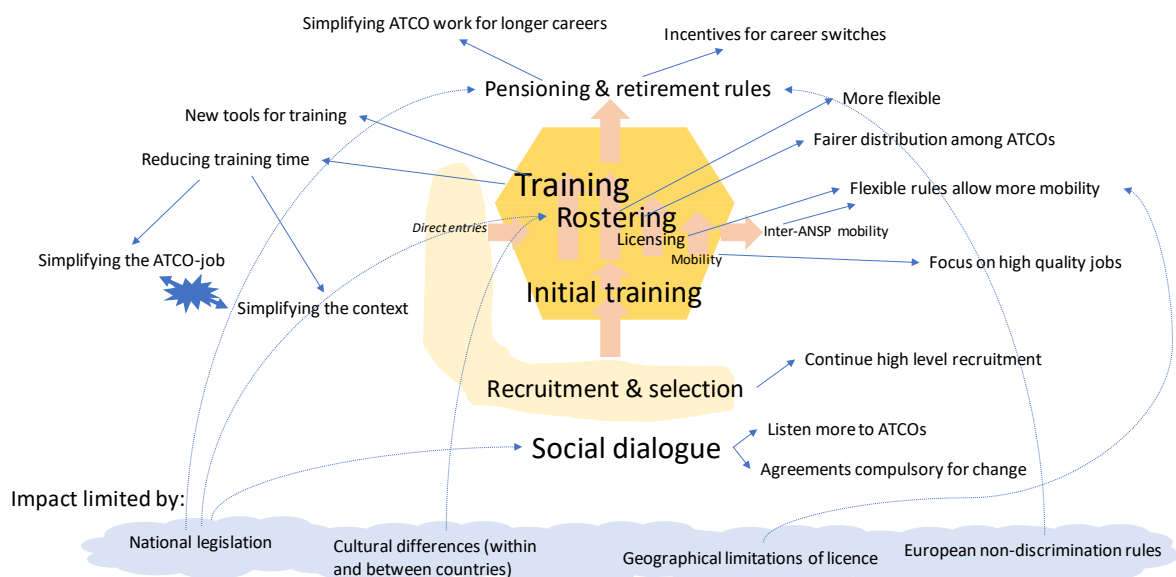 Simplifying ATCO work for longer careers
Incentives for career switches
Pensioning & retirement rules
More flexible
New tools for training
Fairer distribution among ATCOs
Reducing training time
Training
Flexible rules allow more mobility
Rostering
Direct entries
Licensing
Inter-ANSP mobility
Mobility
Focus on high quality jobs
Simplifying the ATCO-job
Initial training
Simplifying the context
Continue high level recruitment
Recruitment & selection
Listen more to ATCOs
Social dialogue
Agreements compulsory for change
Impact limited by:
National legislation
Cultural differences (within
and between countries)
Geographical limitations of licence
European non-discrimination rules